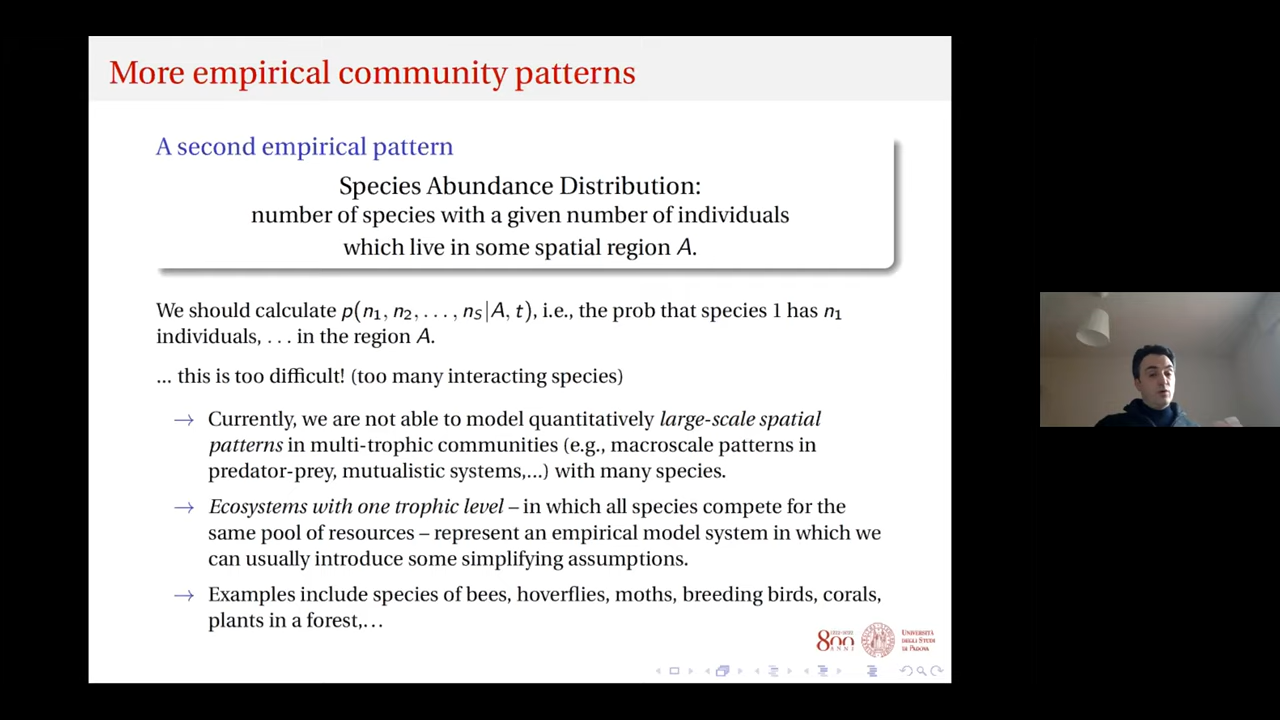 More empirical community patterns
A second empirical pattern
Species Abundance Distribution:
number of species with a given number of individuals
which live in some spatial region A.
We should calculate p(n₁, n₂, . . . , nS|A, t), i.e., the prob that species 1 has n₁
individuals, . . . in the region A.
... this is too difficult! (too many interacting species)
→ Currently, we are not able to model quantitatively large-scale spatial
patterns in multi-trophic communities (e.g., macroscale patterns in
predator-prey, mutualistic systems,...) with many species.
→ Ecosystems with one trophic level – in which all species compete for the
same pool of resources – represent an empirical model system in which we
can usually introduce some simplifying assumptions.
→ Examples include species of bees, hoverflies, moths, breeding birds, corals,
plants in a forest,. . .
1222-2022
800
ANNI
UNIVERSITÀ
DEGLI STUDI
DI PADOVA